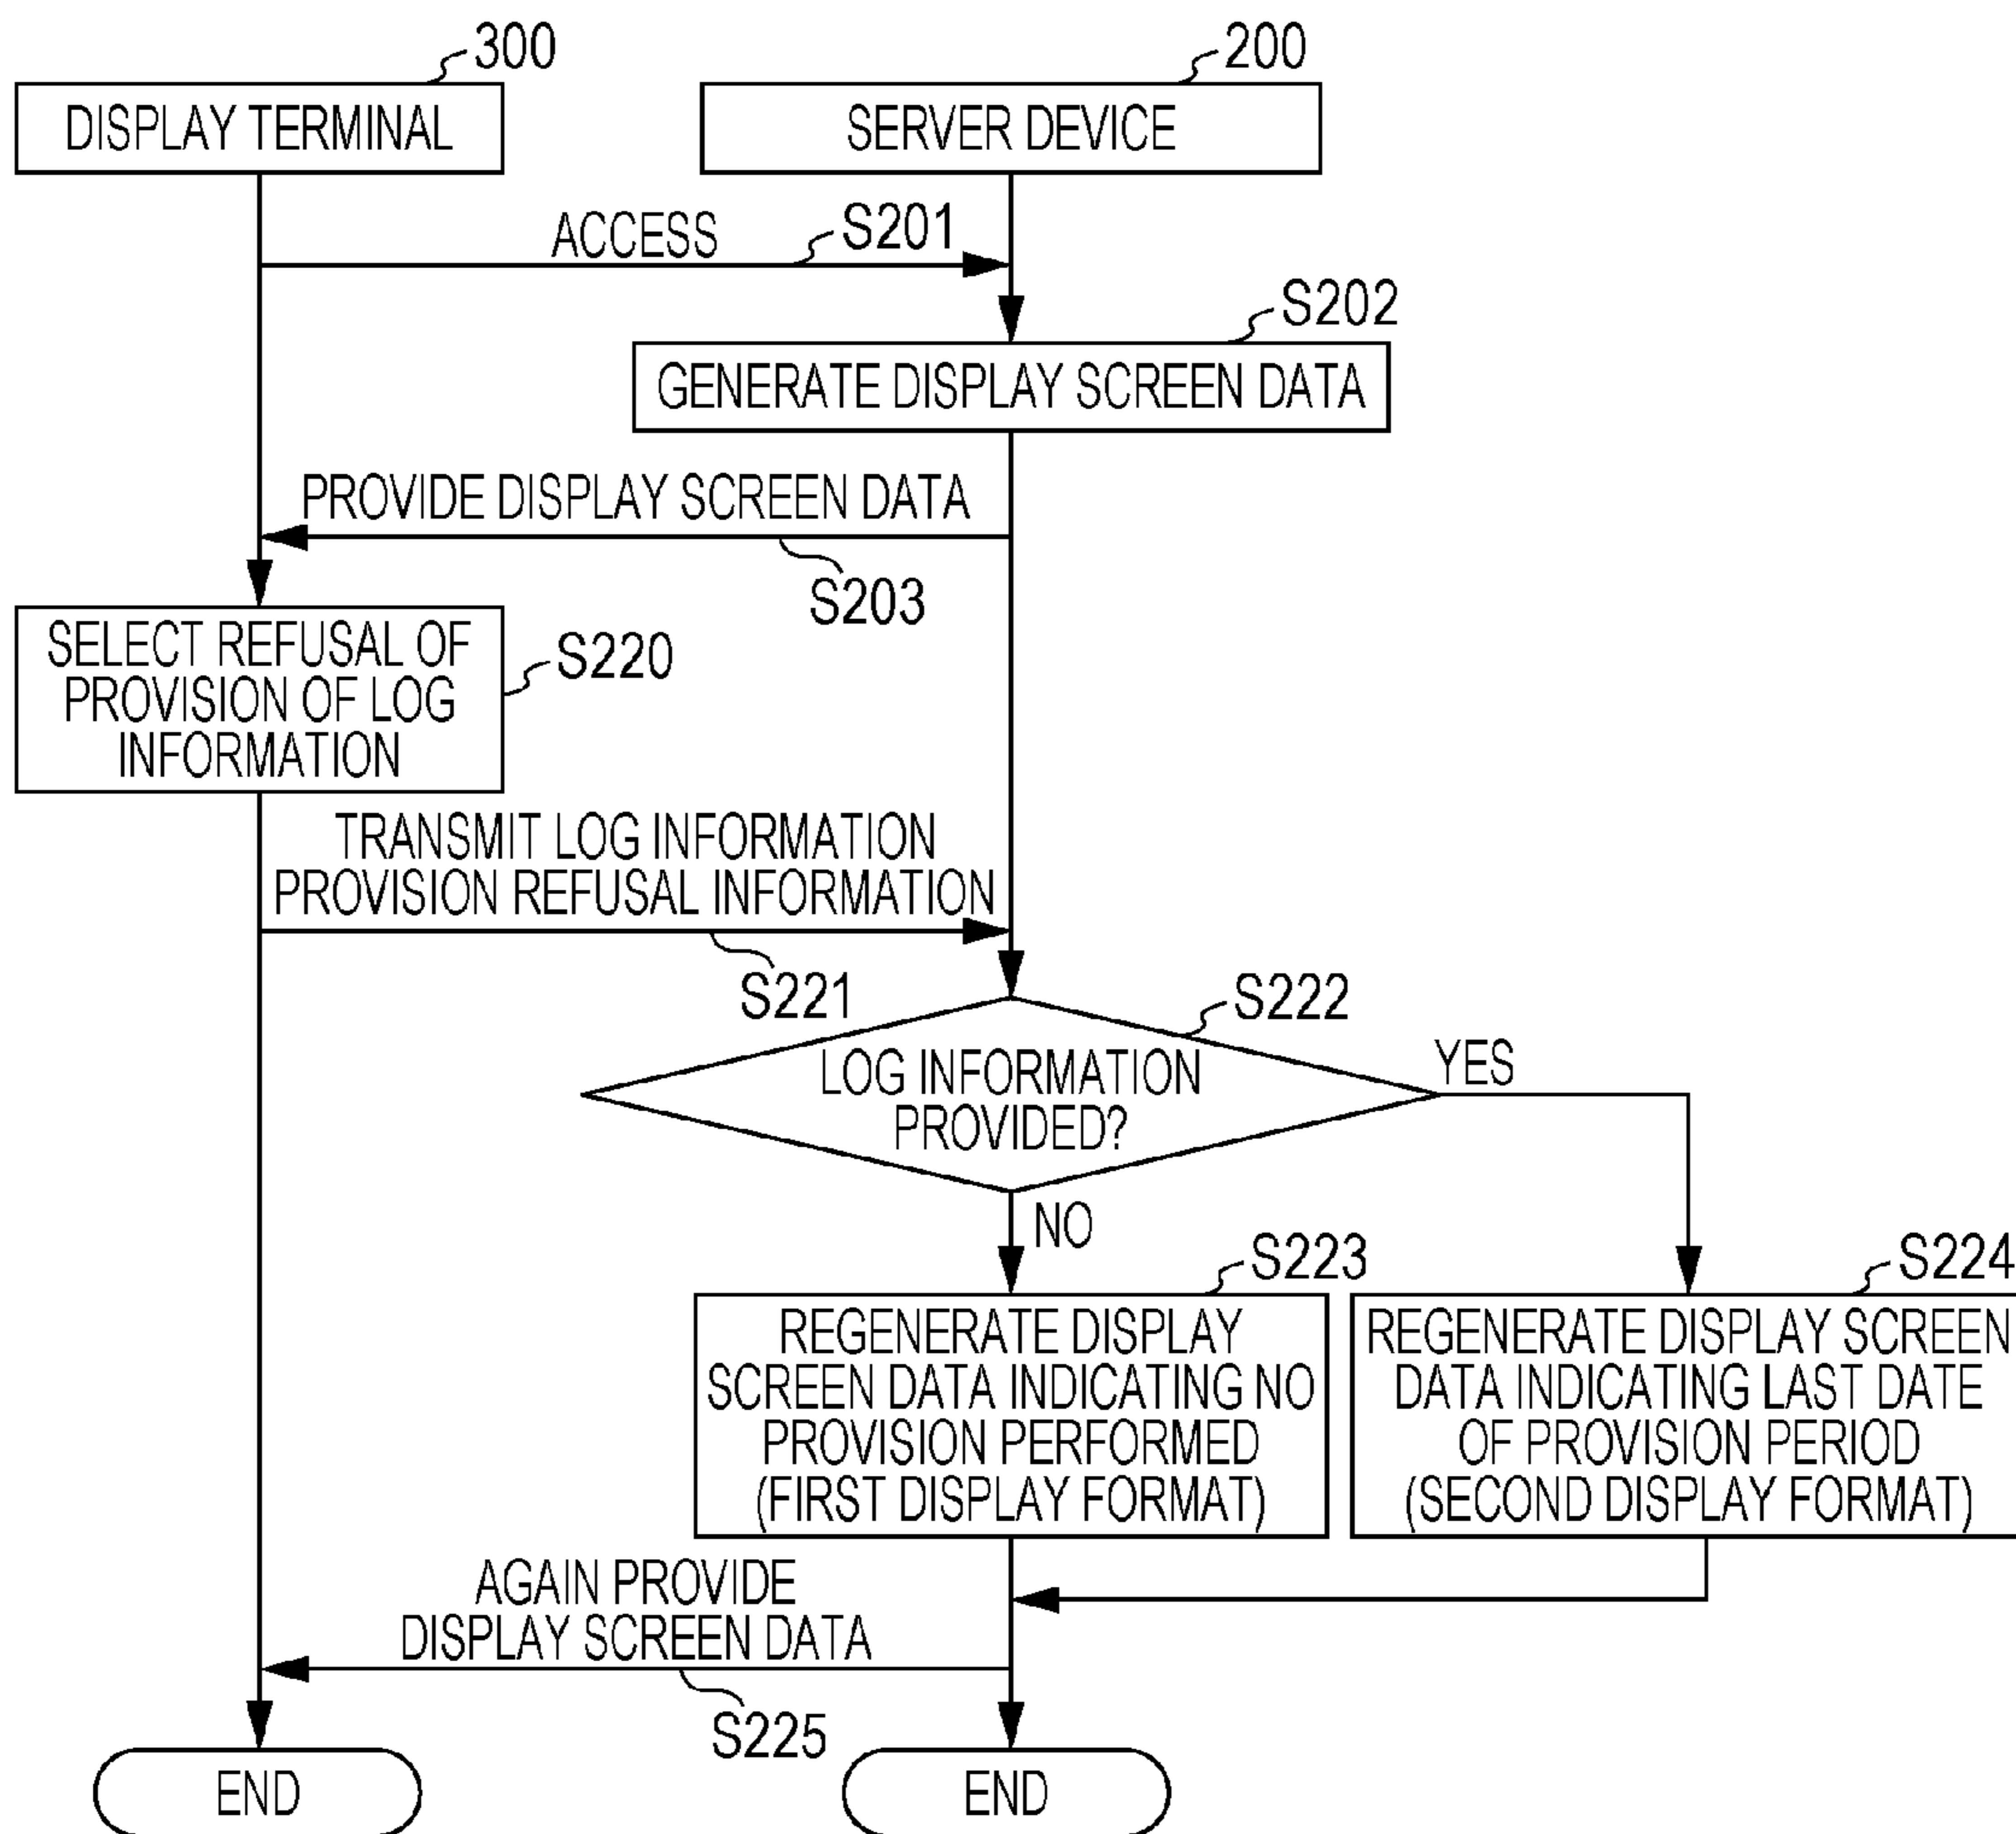 300
200
DISPLAY TERMINAL
SERVER DEVICE
ACCESS
S201
S202
GENERATE DISPLAY SCREEN DATA
PROVIDE DISPLAY SCREEN DATA
S203
SELECT REFUSAL OF
PROVISION OF LOG
INFORMATION
S220
TRANSMIT LOG INFORMATION
PROVISION REFUSAL INFORMATION
S221
S222
LOG INFORMATION
PROVIDED?
YES
NO
S223
REGENERATE DISPLAY
SCREEN DATA INDICATING NO
PROVISION PERFORMED
(FIRST DISPLAY FORMAT)
S224
REGENERATE DISPLAY SCREEN
DATA INDICATING LAST DATE
OF PROVISION PERIOD
(SECOND DISPLAY FORMAT)
AGAIN PROVIDE
DISPLAY SCREEN DATA
S225
END
END